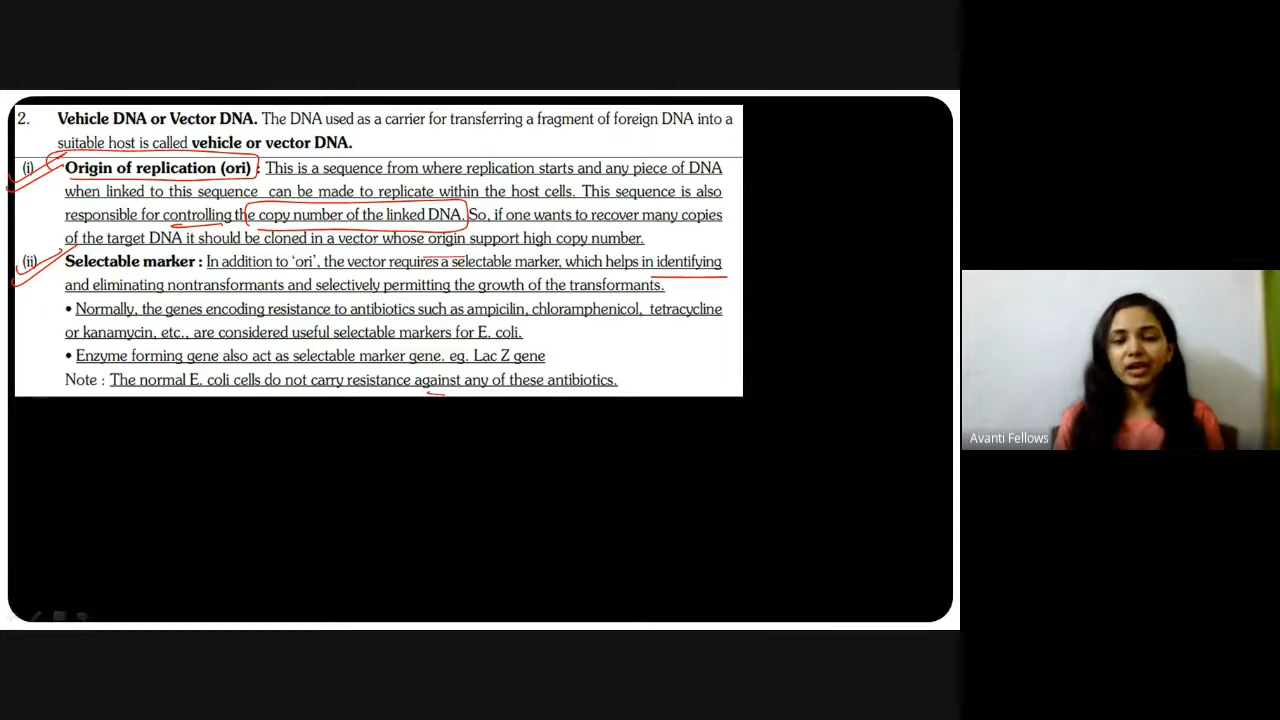 2. Vehicle DNA or Vector DNA. The DNA used as a carrier for transferring a fragment of foreign DNA into a
suitable host is called vehicle or vector DNA.
(i) Origin of replication (ori) : This is a sequence from where replication starts and any piece of DNA
when linked to this sequence can be made to replicate within the host cells. This sequence is also
responsible for controlling the copy number of the linked DNA. So, if one wants to recover many copies
of the target DNA it should be cloned in a vector whose origin support high copy number.
(ii) Selectable marker : In addition to 'ori', the vector requires a selectable marker, which helps in identifying
and eliminating nontransformants and selectively permitting the growth of the transformants.
• Normally, the genes encoding resistance to antibiotics such as ampicilin, chloramphenicol, tetracycline
or kanamycin, etc., are considered useful selectable markers for E. coli.
• Enzyme forming gene also act as selectable marker gene. eg. Lac Z gene
Note : The normal E. coli cells do not carry resistance against any of these antibiotics.
Avanti Fellows